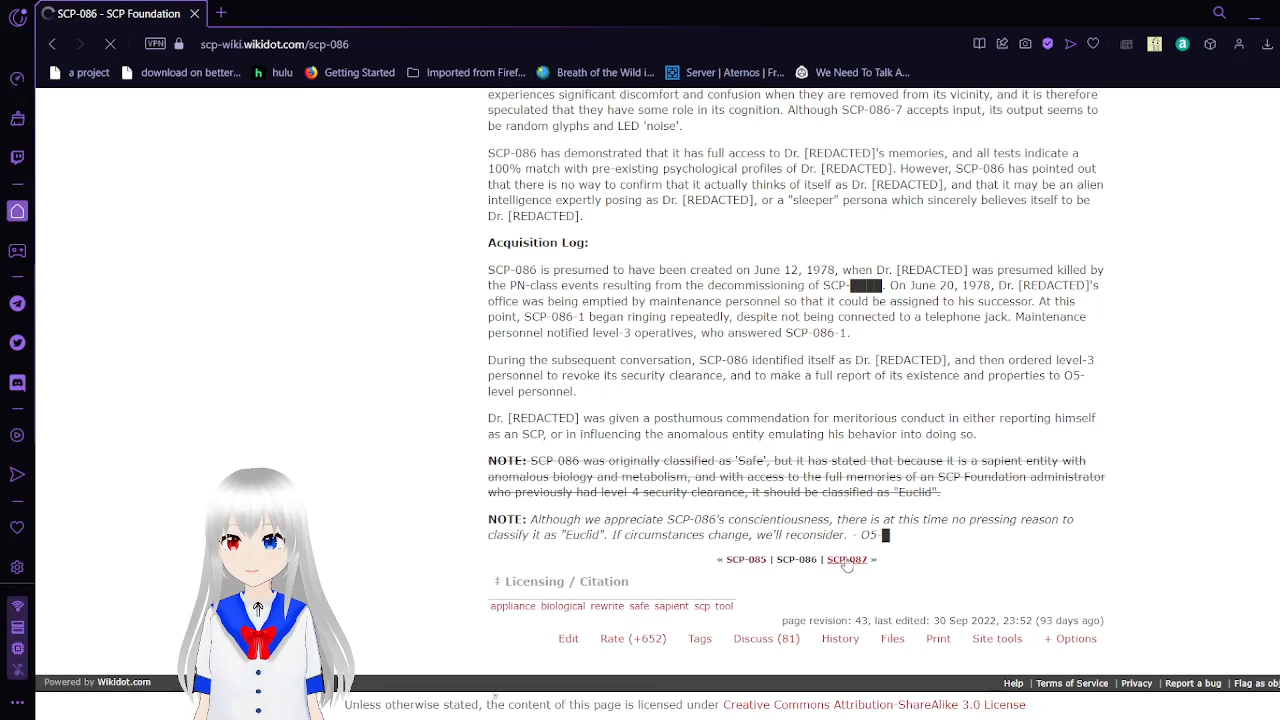 SCP-086 - SCP Foundation
VPN scp-wiki.wikidot.com/scp-086
a project download on better... hulu Getting Started Imported from Firef... Breath of the Wild i... Server | Aternos | Fr... We Need To Talk A...
experiences significant discomfort and confusion when they are removed from its vicinity, and it is therefore
speculated that they have some role in its cognition. Although SCP-086-7 accepts input, its output seems to
be random glyphs and LED 'noise'.
SCP-086 has demonstrated that it has full access to Dr. [REDACTED]'s memories, and all tests indicate a
100% match with pre-existing psychological profiles of Dr. [REDACTED]. However, SCP-086 has pointed out
that there is no way to confirm that it actually thinks of itself as Dr. [REDACTED], and that it may be an alien
intelligence expertly posing as Dr. [REDACTED], or a "sleeper" persona which sincerely believes itself to be
Dr. [REDACTED].
Acquisition Log:
SCP-086 is presumed to have been created on June 12, 1978, when Dr. [REDACTED] was presumed killed by
the PN-class events resulting from the decommissioning of SCP-████. On June 20, 1978, Dr. [REDACTED]'s
office was being emptied by maintenance personnel so that it could be assigned to his successor. At this
point, SCP-086-1 began ringing repeatedly, despite not being connected to a telephone jack. Maintenance
personnel notified level-3 operatives, who answered SCP-086-1.
During the subsequent conversation, SCP-086 identified itself as Dr. [REDACTED], and then ordered level-3
personnel to revoke its security clearance, and to make a full report of its existence and properties to O5-
level personnel.
Dr. [REDACTED] was given a posthumous commendation for meritorious conduct in either reporting himself
as an SCP, or in influencing the anomalous entity emulating his behavior into doing so.
NOTE: SCP-086 was originally classified as 'Safe', but it has stated that because it is a sapient entity with
anomalous biology and metabolism, and with access to the full memories of an SCP Foundation administrator
who previously had level 4 security clearance, it should be classified as "Euclid".
NOTE: Although we appreciate SCP-086's conscientiousness, there is at this time no pressing reason to
classify it as "Euclid". If circumstances change, we'll reconsider. - O5-█
« SCP-085 | SCP-086 | SCP-087 »
‡ Licensing / Citation
appliance biological rewrite safe sapient scp tool
page revision: 43, last edited: 30 Sep 2022, 23:52 (93 days ago)
Edit Rate (+652) Tags Discuss (81) History Files Print Site tools + Options
Powered by Wikidot.com Help | Terms of Service | Privacy | Report a bug | Flag as obj
Unless otherwise stated, the content of this page is licensed under Creative Commons Attribution-ShareAlike 3.0 License